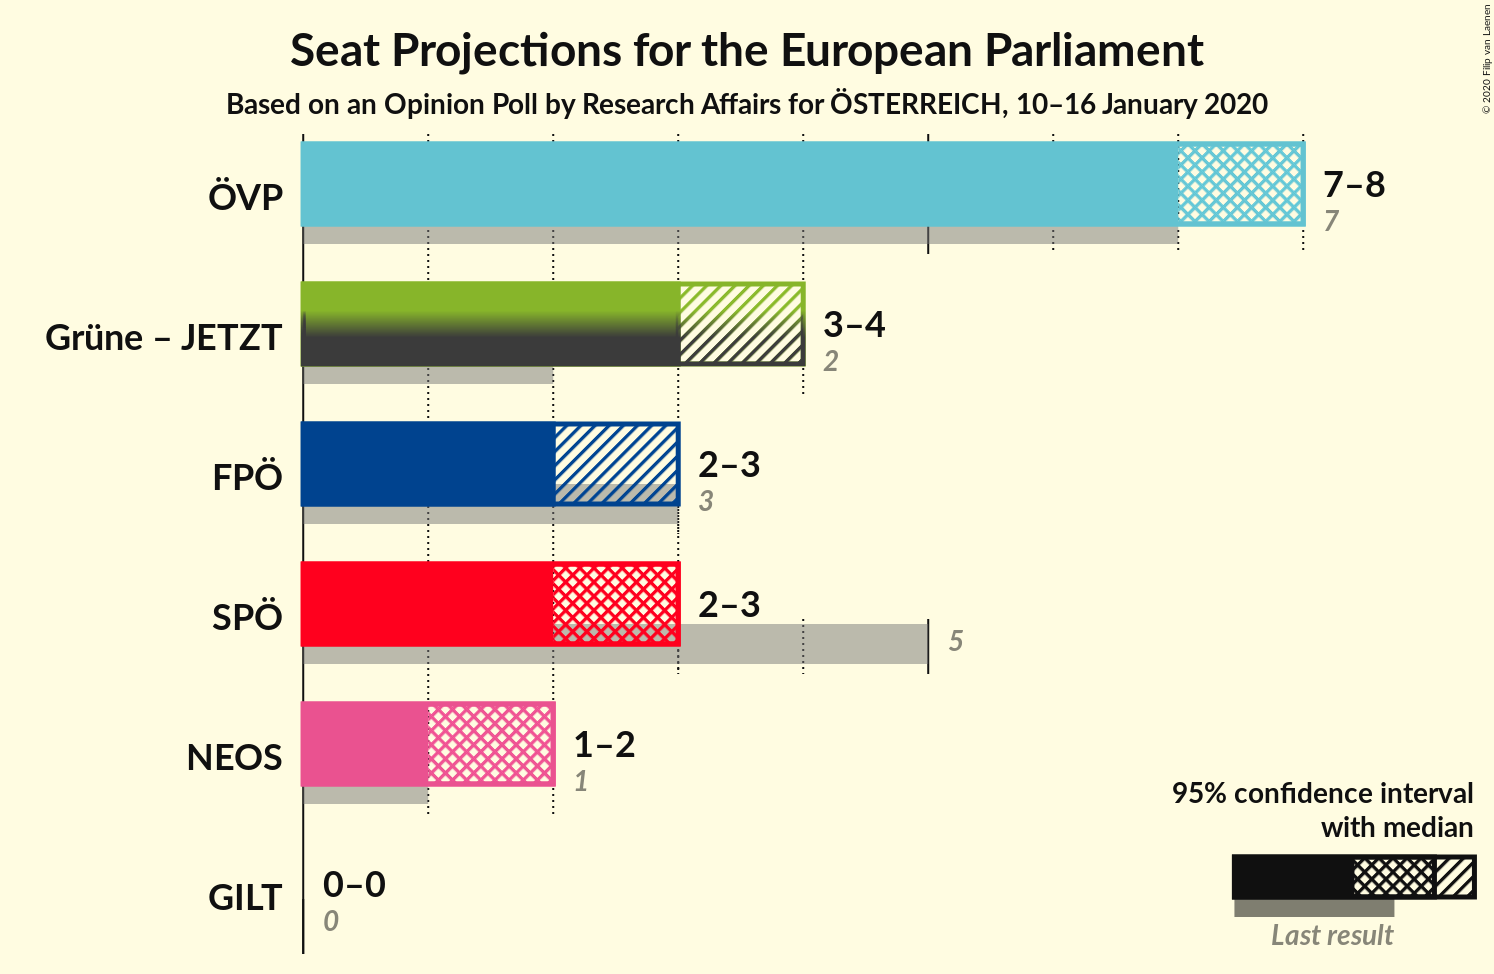 Seat Projections for the European Parliament
Based on an Opinion Poll by Research Affairs for ÖSTERREICH, 10–16 January 2020
© 2020 Filip van Laenen
ÖVP
7–8
7
Grüne – JETZT
3–4
2
FPÖ
2–3
3
SPÖ
2–3
5
NEOS
1–2
1
GILT
0–0
0
95% confidence interval
with median
Last result